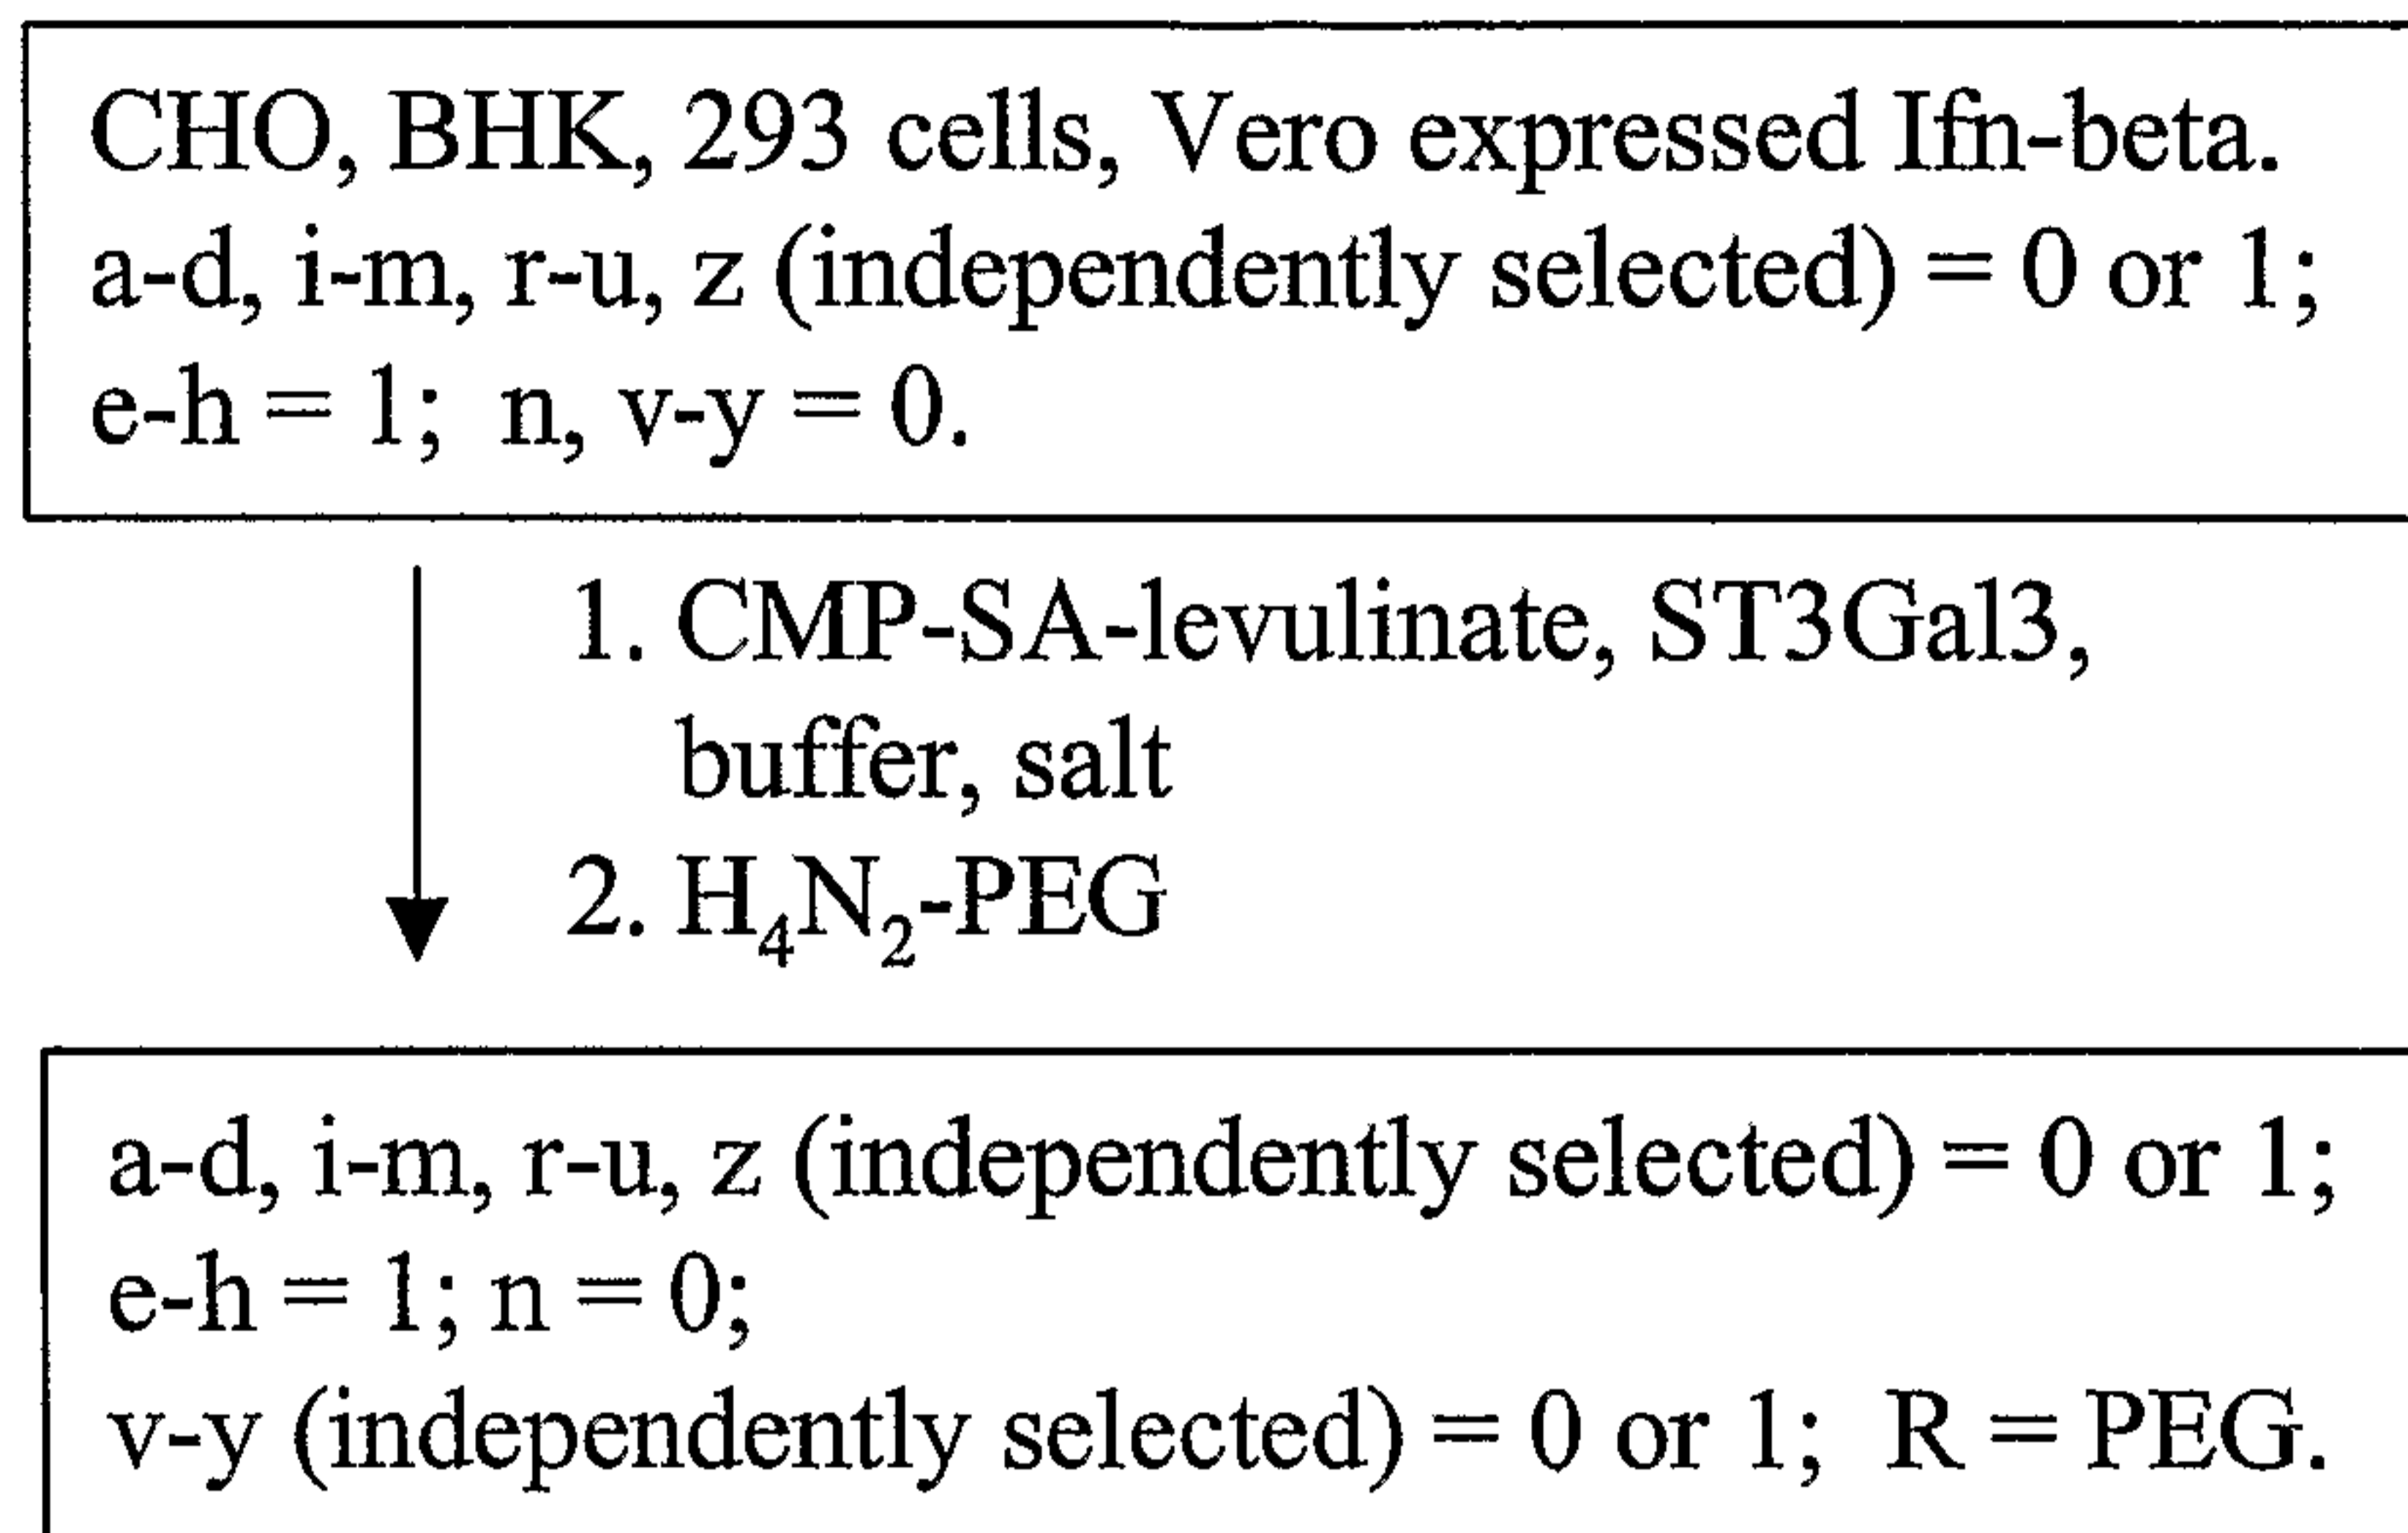 CHO, BHK, 293 cells, Vero expressed Ifn-beta.
a-d, i-m, r-u, z (independently selected) = 0 or 1;
e-h = 1; n, v-y = 0.
1. CMP-SA-levulinate, ST3Gal3,
buffer, salt
2. H₄N₂-PEG
a-d, i-m, r-u, z (independently selected) = 0 or 1;
e-h = 1; n = 0;
v-y (independently selected) = 0 or 1; R = PEG.